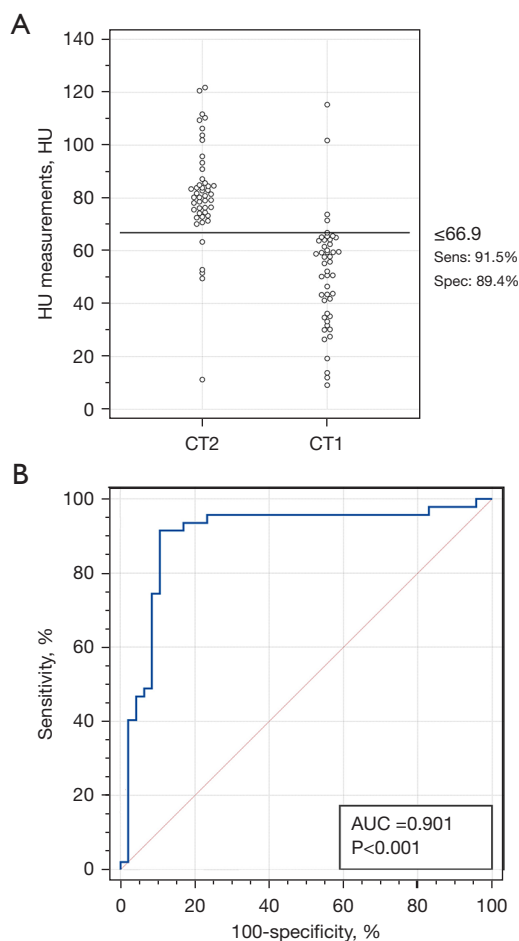 A
140
120
100
80
60
40
20
0
HU measurements, HU
≤66.9
Sens: 91.5%
Spec: 89.4%
CT2 CT1
B
100
80
60
40
20
0
Sensitivity, %
AUC =0.901
P<0.001
0 20 40 60 80 100
100-specificity, %